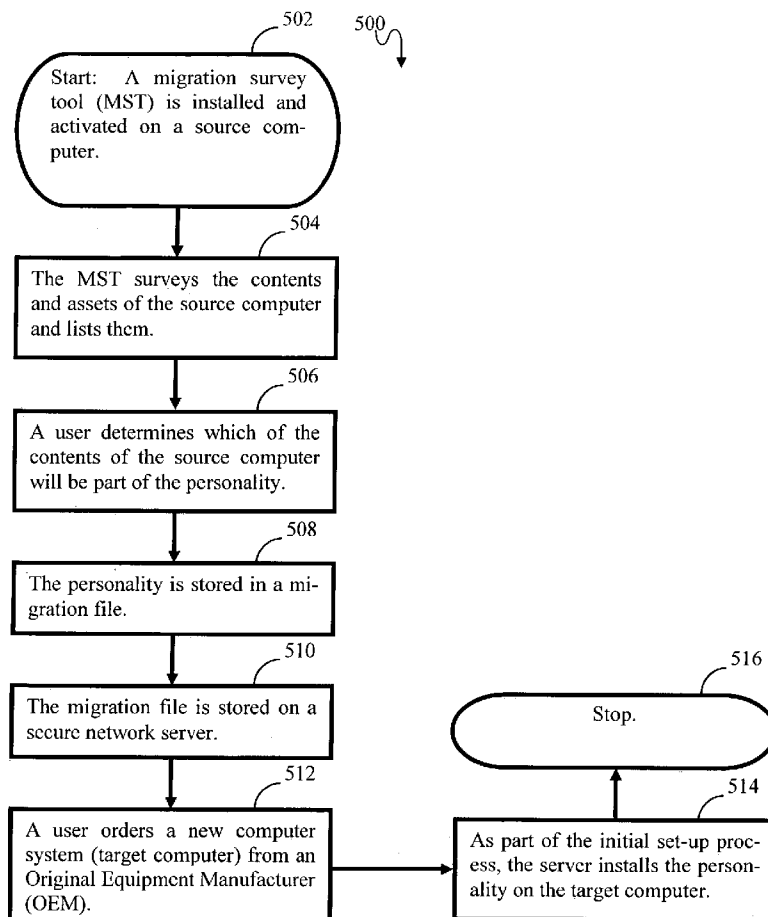 502
500
Start: A migration survey
tool (MST) is installed and
activated on a source com-
puter.
504
The MST surveys the contents
and assets of the source computer
and lists them.
506
A user determines which of the
contents of the source computer
will be part of the personality.
508
The personality is stored in a mi-
gration file.
510
The migration file is stored on a
secure network server.
512
A user orders a new computer
system (target computer) from an
Original Equipment Manufacturer
(OEM).
516
Stop.
514
As part of the initial set-up proc-
ess, the server installs the person-
ality on the target computer.